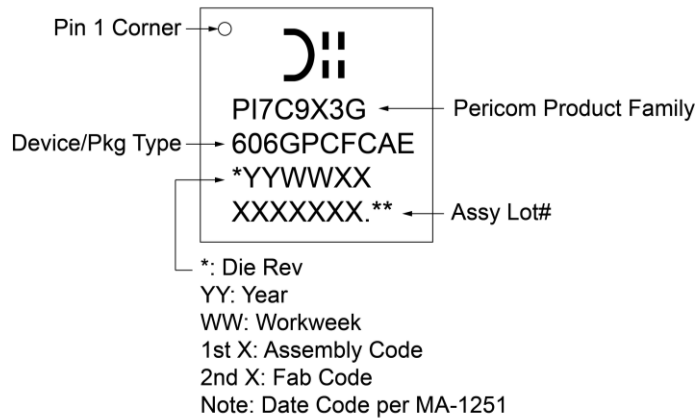 Pin 1 Corner
PI7C9X3G
Pericom Product Family
Device/Pkg Type
606GPCFCAE
*YYWWXX
XXXXXXX.**
Assy Lot#
*: Die Rev
YY: Year
WW: Workweek
1st X: Assembly Code
2nd X: Fab Code
Note: Date Code per MA-1251